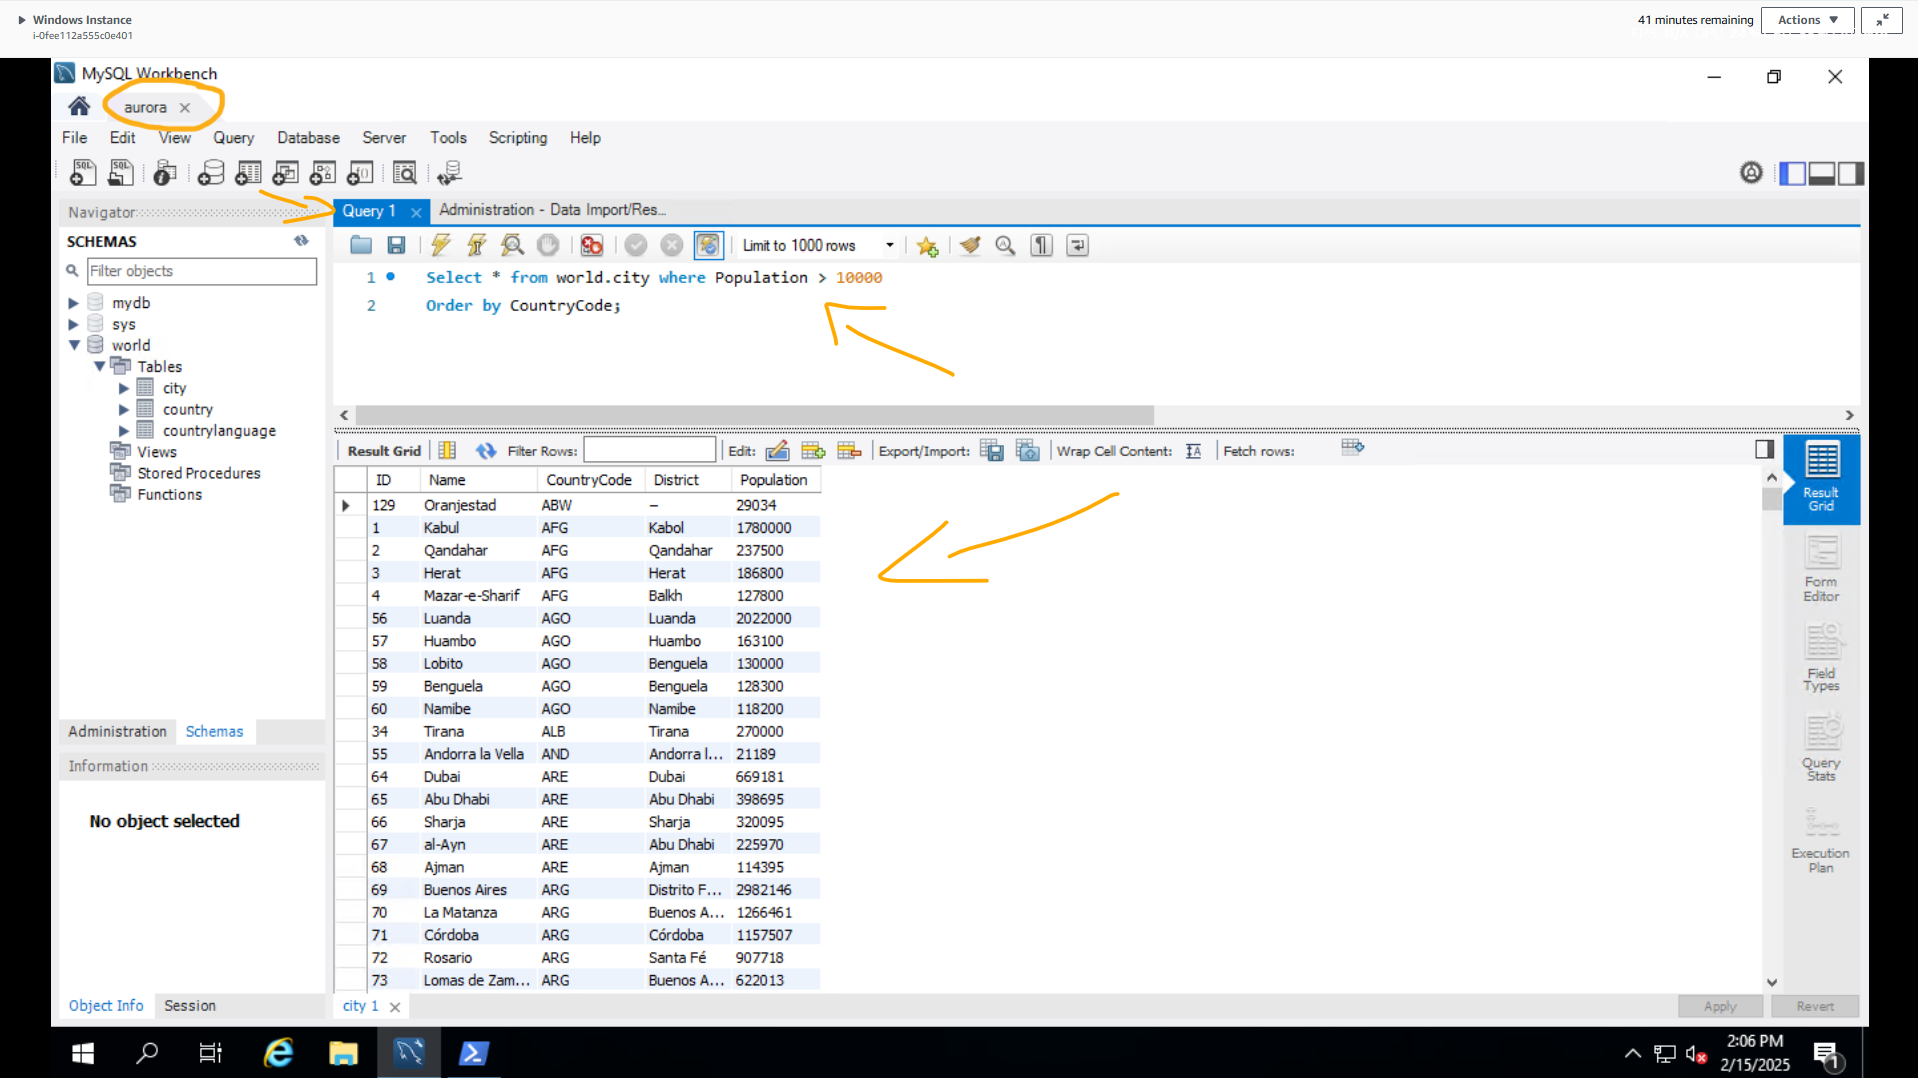 Windows Instance
i-0fee112a555c0e401
41 minutes remaining
Actions
MySQL Workbench
aurora
File Edit View Query Database Server Tools Scripting Help
Navigator
SCHEMAS
Filter objects
mydb
sys
world
Tables
city
country
countrylanguage
Views
Stored Procedures
Functions
Administration Schemas
Information
No object selected
Object Info Session
Query 1
Administration - Data Import/Res...
Limit to 1000 rows
1 Select * from world.city where Population > 10000
2 Order by CountryCode;
Result Grid Filter Rows: Edit: Export/Import: Wrap Cell Content: Fetch rows:
ID Name CountryCode District Population
129 Oranjestad ABW – 29034
1 Kabul AFG Kabol 1780000
2 Qandahar AFG Qandahar 237500
3 Herat AFG Herat 186800
4 Mazar-e-Sharif AFG Balkh 127800
56 Luanda AGO Luanda 2022000
57 Huambo AGO Huambo 163100
58 Lobito AGO Benguela 130000
59 Benguela AGO Benguela 128300
60 Namibe AGO Namibe 118200
34 Tirana ALB Tirana 270000
55 Andorra la Vella AND Andorra l... 21189
64 Dubai ARE Dubai 669181
65 Abu Dhabi ARE Abu Dhabi 398695
66 Sharja ARE Sharja 320095
67 al-Ayn ARE Abu Dhabi 225970
68 Ajman ARE Ajman 114395
69 Buenos Aires ARG Distrito F... 2982146
70 La Matanza ARG Buenos A... 1266461
71 Córdoba ARG Córdoba 1157507
72 Rosario ARG Santa Fé 907718
73 Lomas de Zam... ARG Buenos A... 622013
Result
Grid
Form
Editor
Field
Types
Query
Stats
Execution
Plan
city 1
Apply Revert
2:06 PM
2/15/2025
1